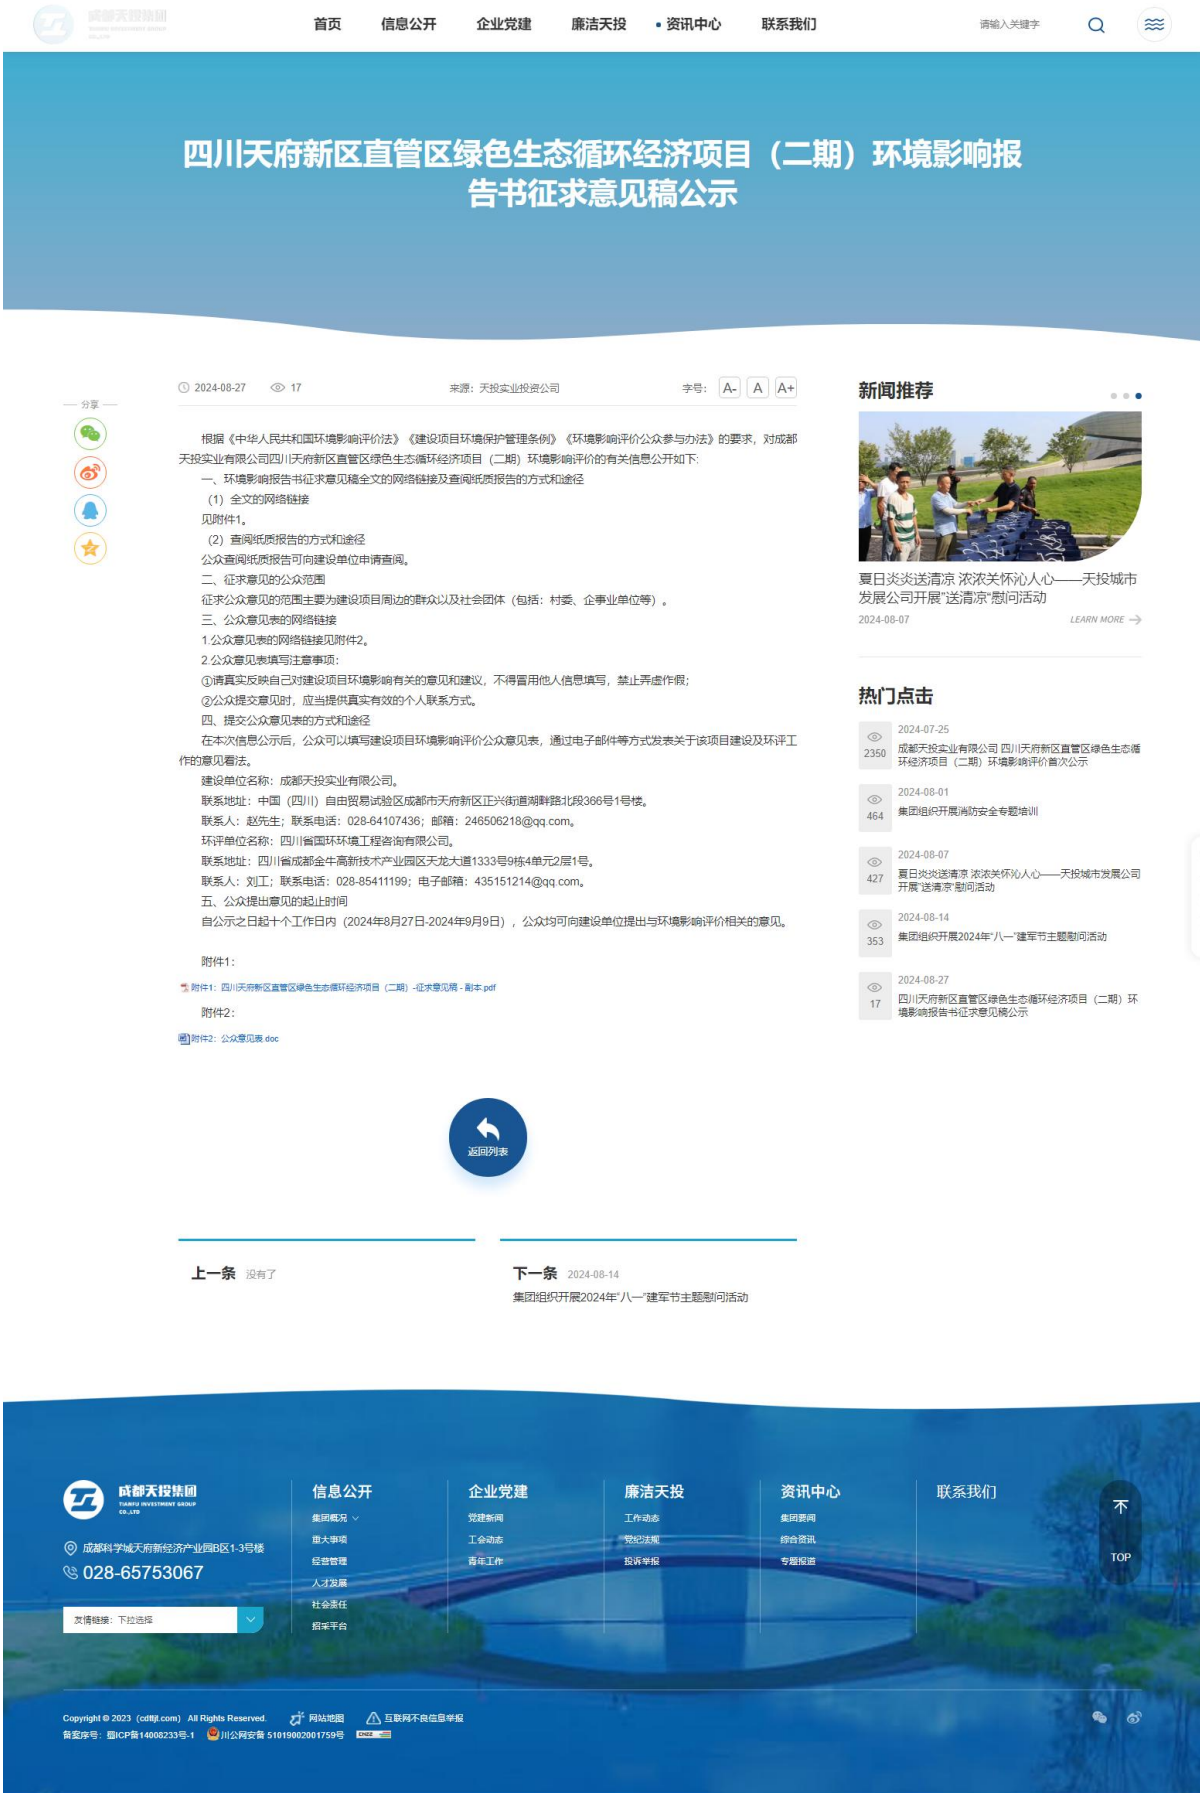 成都天投集团
TIANFU INVESTMENT GROUP
CO.,LTD
首页
信息公开
企业党建
廉洁天投
资讯中心
联系我们
请输入关键字
四川天府新区直管区绿色生态循环经济项目（二期）环境影响报
告书征求意见稿公示
分享
2024-08-27 17
来源：天投实业投资公司
字号： A- A A+
根据《中华人民共和国环境影响评价法》《建设项目环境保护管理条例》《环境影响评价公众参与办法》的要求，对成都
天投实业有限公司四川天府新区直管区绿色生态循环经济项目（二期）环境影响评价的有关信息公开如下:
一、环境影响报告书征求意见稿全文的网络链接及查阅纸质报告的方式和途径
（1）全文的网络链接
见附件1。
（2）查阅纸质报告的方式和途径
公众查阅纸质报告可向建设单位申请查阅。
二、征求意见的公众范围
征求公众意见的范围主要为建设项目周边的群众以及社会团体（包括：村委、企事业单位等）。
三、公众意见表的网络链接
1.公众意见表的网络链接见附件2。
2.公众意见表填写注意事项：
①请真实反映自己对建设项目环境影响有关的意见和建议，不得冒用他人信息填写，禁止弄虚作假；
②公众提交意见时，应当提供真实有效的个人联系方式。
四、提交公众意见表的方式和途径
在本次信息公示后，公众可以填写建设项目环境影响评价公众意见表，通过电子邮件等方式发表关于该项目建设及环评工
作的意见看法。
建设单位名称：成都天投实业有限公司。
联系地址：中国（四川）自由贸易试验区成都市天府新区正兴街道湖畔路北段366号1号楼。
联系人：赵先生；联系电话：028-64107436；邮箱：246506218@qq.com。
环评单位名称：四川省国环环境工程咨询有限公司。
联系地址：四川省成都金牛高新技术产业园区天龙大道1333号9栋4单元2层1号。
联系人：刘工；联系电话：028-85411199；电子邮箱：435151214@qq.com。
五、公众提出意见的起止时间
自公示之日起十个工作日内（2024年8月27日-2024年9月9日），公众均可向建设单位提出与环境影响评价相关的意见。
附件1：
附件1：四川天府新区直管区绿色生态循环经济项目（二期）-征求意见稿 - 副本.pdf
附件2：
附件2：公众意见表.doc
返回列表
上一条 没有了
下一条 2024-08-14
集团组织开展2024年“八一”建军节主题慰问活动
新闻推荐
夏日炎炎送清凉 浓浓关怀沁人心——天投城市
发展公司开展”送清凉“慰问活动
2024-08-07
LEARN MORE
热门点击
2024-07-25
2350
成都天投实业有限公司 四川天府新区直管区绿色生态循
环经济项目（二期）环境影响评价首次公示
2024-08-01
464
集团组织开展消防安全专题培训
2024-08-07
427
夏日炎炎送清凉 浓浓关怀沁人心——天投城市发展公司
开展”送清凉“慰问活动
2024-08-14
353
集团组织开展2024年“八一”建军节主题慰问活动
2024-08-27
17
四川天府新区直管区绿色生态循环经济项目（二期）环
境影响报告书征求意见稿公示
成都天投集团
TIANFU INVESTMENT GROUP
CO.,LTD
成都科学城天府新经济产业园B区1-3号楼
028-65753067
友情链接：下拉选择
信息公开
集团概况
重大事项
经营管理
人才发展
社会责任
招采平台
企业党建
党建新闻
工会动态
青年工作
廉洁天投
工作动态
党纪法规
投诉举报
资讯中心
集团要闻
综合资讯
专题报道
联系我们
TOP
Copyright © 2023（cdttjt.com）All Rights Reserved. 网站地图 互联网不良信息举报
备案序号：蜀ICP备14008233号-1 川公网安备 51019002001759号 CNZZ